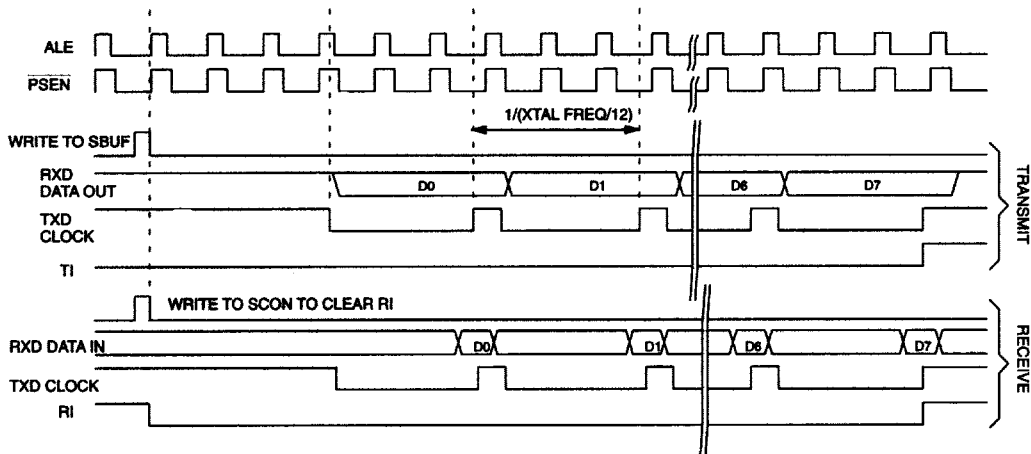 ALE
PSEN
1/(XTAL FREQ/12)
WRITE TO SBUF
RXD
DATA OUT
D0 D1 D6 D7
TXD
CLOCK
TI
TRANSMIT
WRITE TO SCON TO CLEAR RI
RXD DATA IN
D0 D1 D6 D7
TXD CLOCK
RI
RECEIVE